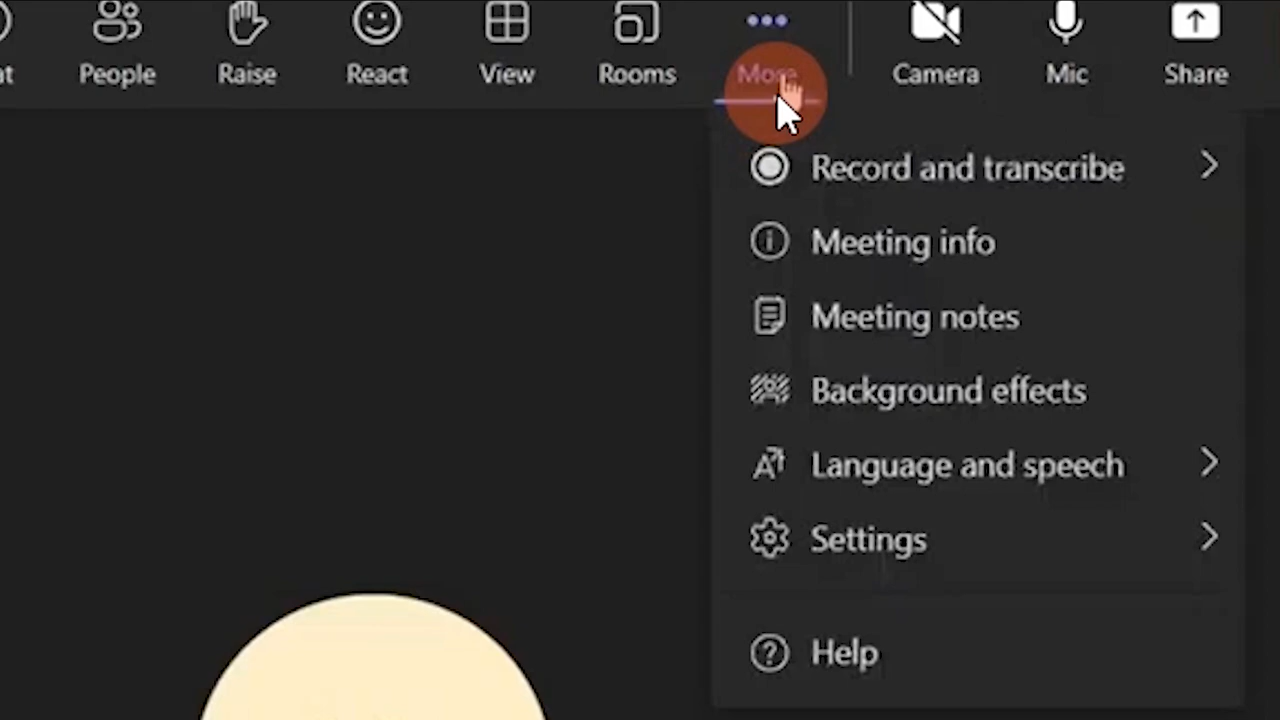 at
People
Raise
React
View
Rooms
More
Camera
Mic
Share
Record and transcribe
Meeting info
Meeting notes
Background effects
Language and speech
Settings
Help